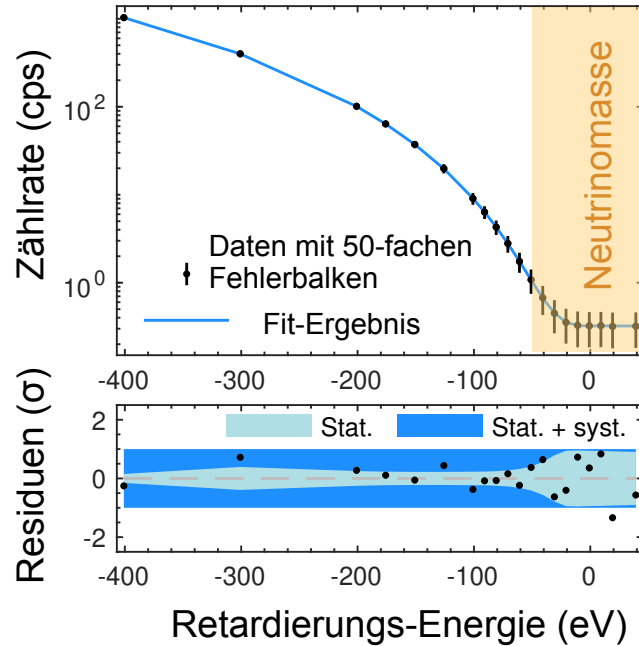 Zählrate (cps)
10²
10⁰
Neutrinomasse
Daten mit 50-fachen
Fehlerbalken
Fit-Ergebnis
-400 -300 -200 -100 0
Residuen (σ)
2
0
-2
Stat. Stat. + syst.
-400 -300 -200 -100 0
Retardierungs-Energie (eV)